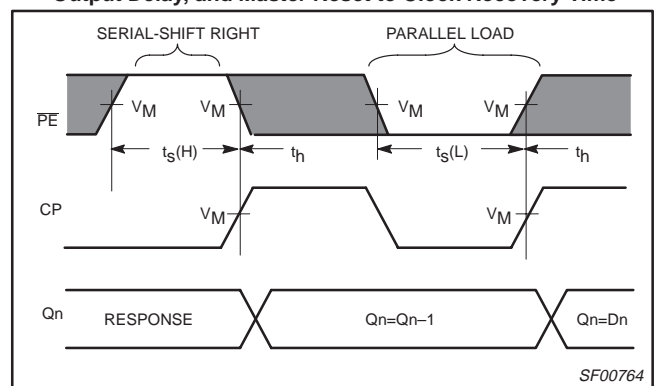 Output Delay, and Master Reset to Clock Recovery Time
SERIAL-SHIFT RIGHT PARALLEL LOAD
PE VM VM VM VM
ts(H) th ts(L) th
CP VM VM
Qn RESPONSE Qn=Qn–1 Qn=Dn
SF00764